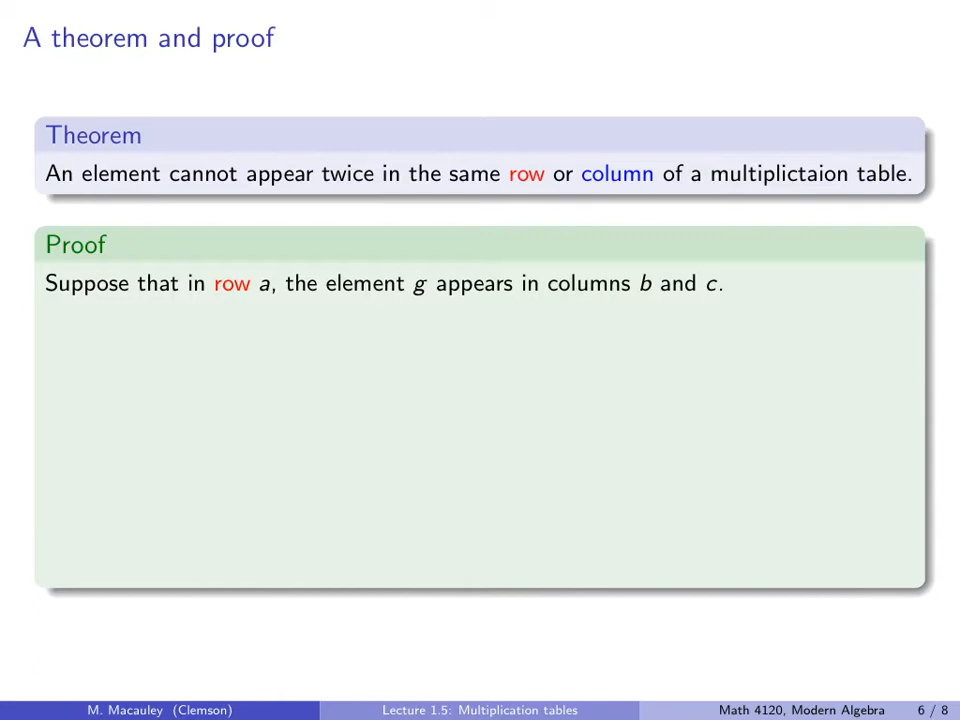 A theorem and proof
Theorem
An element cannot appear twice in the same row or column of a multiplictaion table.
Proof
Suppose that in row a, the element g appears in columns b and c.
M. Macauley (Clemson) Lecture 1.5: Multiplication tables Math 4120, Modern Algebra 6 / 8